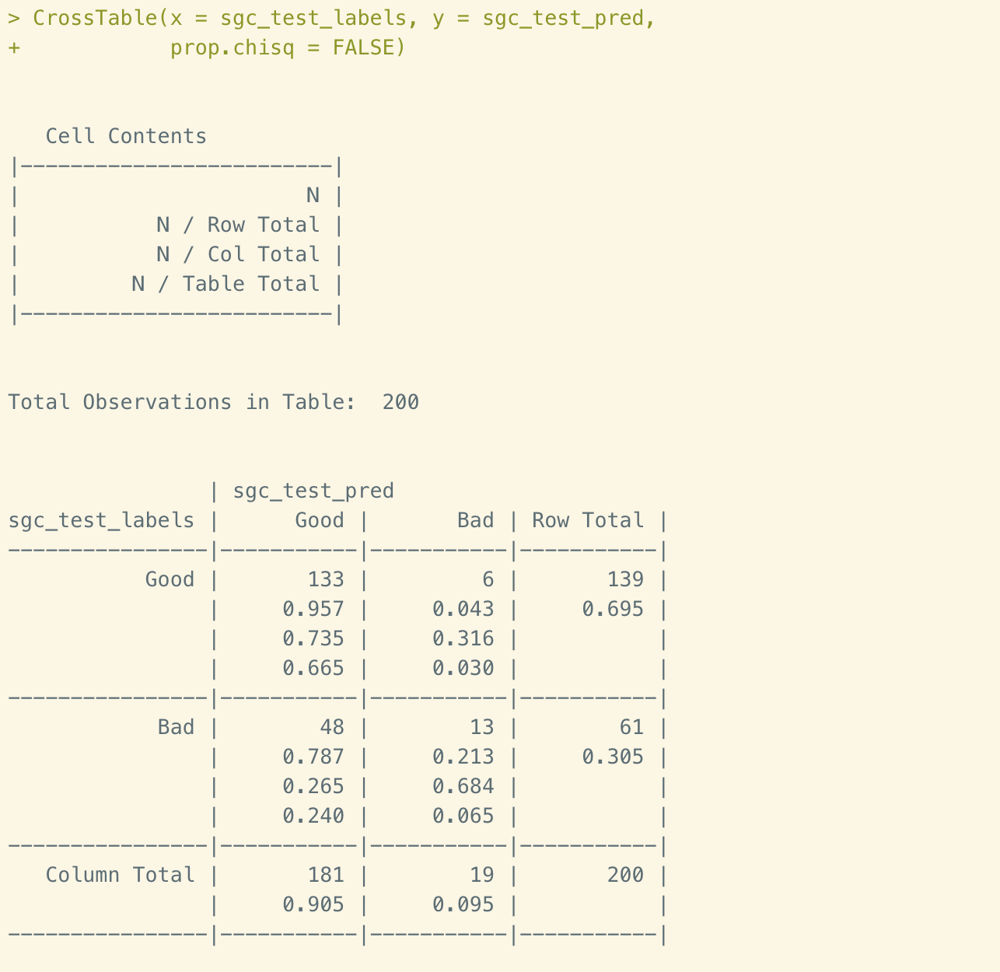 > CrossTable(x = sgc_test_labels, y = sgc_test_pred,
+            prop.chisq = FALSE)
   Cell Contents
|-------------------------|
|                       N |
|           N / Row Total |
|           N / Col Total |
|         N / Table Total |
|-------------------------|
Total Observations in Table:  200
                | sgc_test_pred
sgc_test_labels |      Good |       Bad | Row Total |
----------------|-----------|-----------|-----------|
           Good |       133 |         6 |       139 |
                |     0.957 |     0.043 |     0.695 |
                |     0.735 |     0.316 |           |
                |     0.665 |     0.030 |           |
----------------|-----------|-----------|-----------|
            Bad |        48 |        13 |        61 |
                |     0.787 |     0.213 |     0.305 |
                |     0.265 |     0.684 |           |
                |     0.240 |     0.065 |           |
----------------|-----------|-----------|-----------|
   Column Total |       181 |        19 |       200 |
                |     0.905 |     0.095 |           |
----------------|-----------|-----------|-----------|